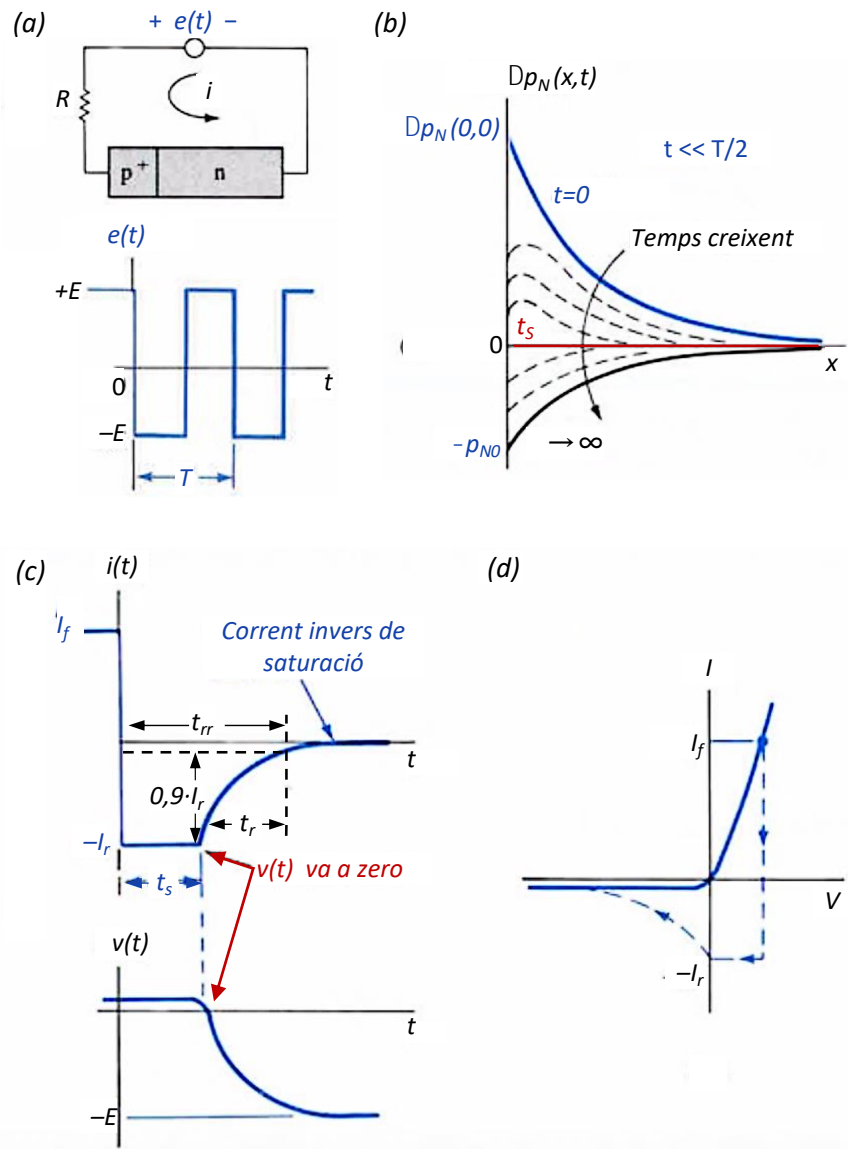 (a)
+ e(t) −
R
i
p+
n
e(t)
+E
0
t
−E
T
(b)
Dp_N(x,t)
Dp_N(0,0)
t << T/2
t=0
Temps creixent
t_S
0
x
-p_N0
→ ∞
(c)
i(t)
I_f
Corrent invers de
saturació
t_rr
t
0,9·I_r
t_r
−I_r
t_s
v(t) va a zero
v(t)
t
−E
(d)
I
I_f
V
−I_r